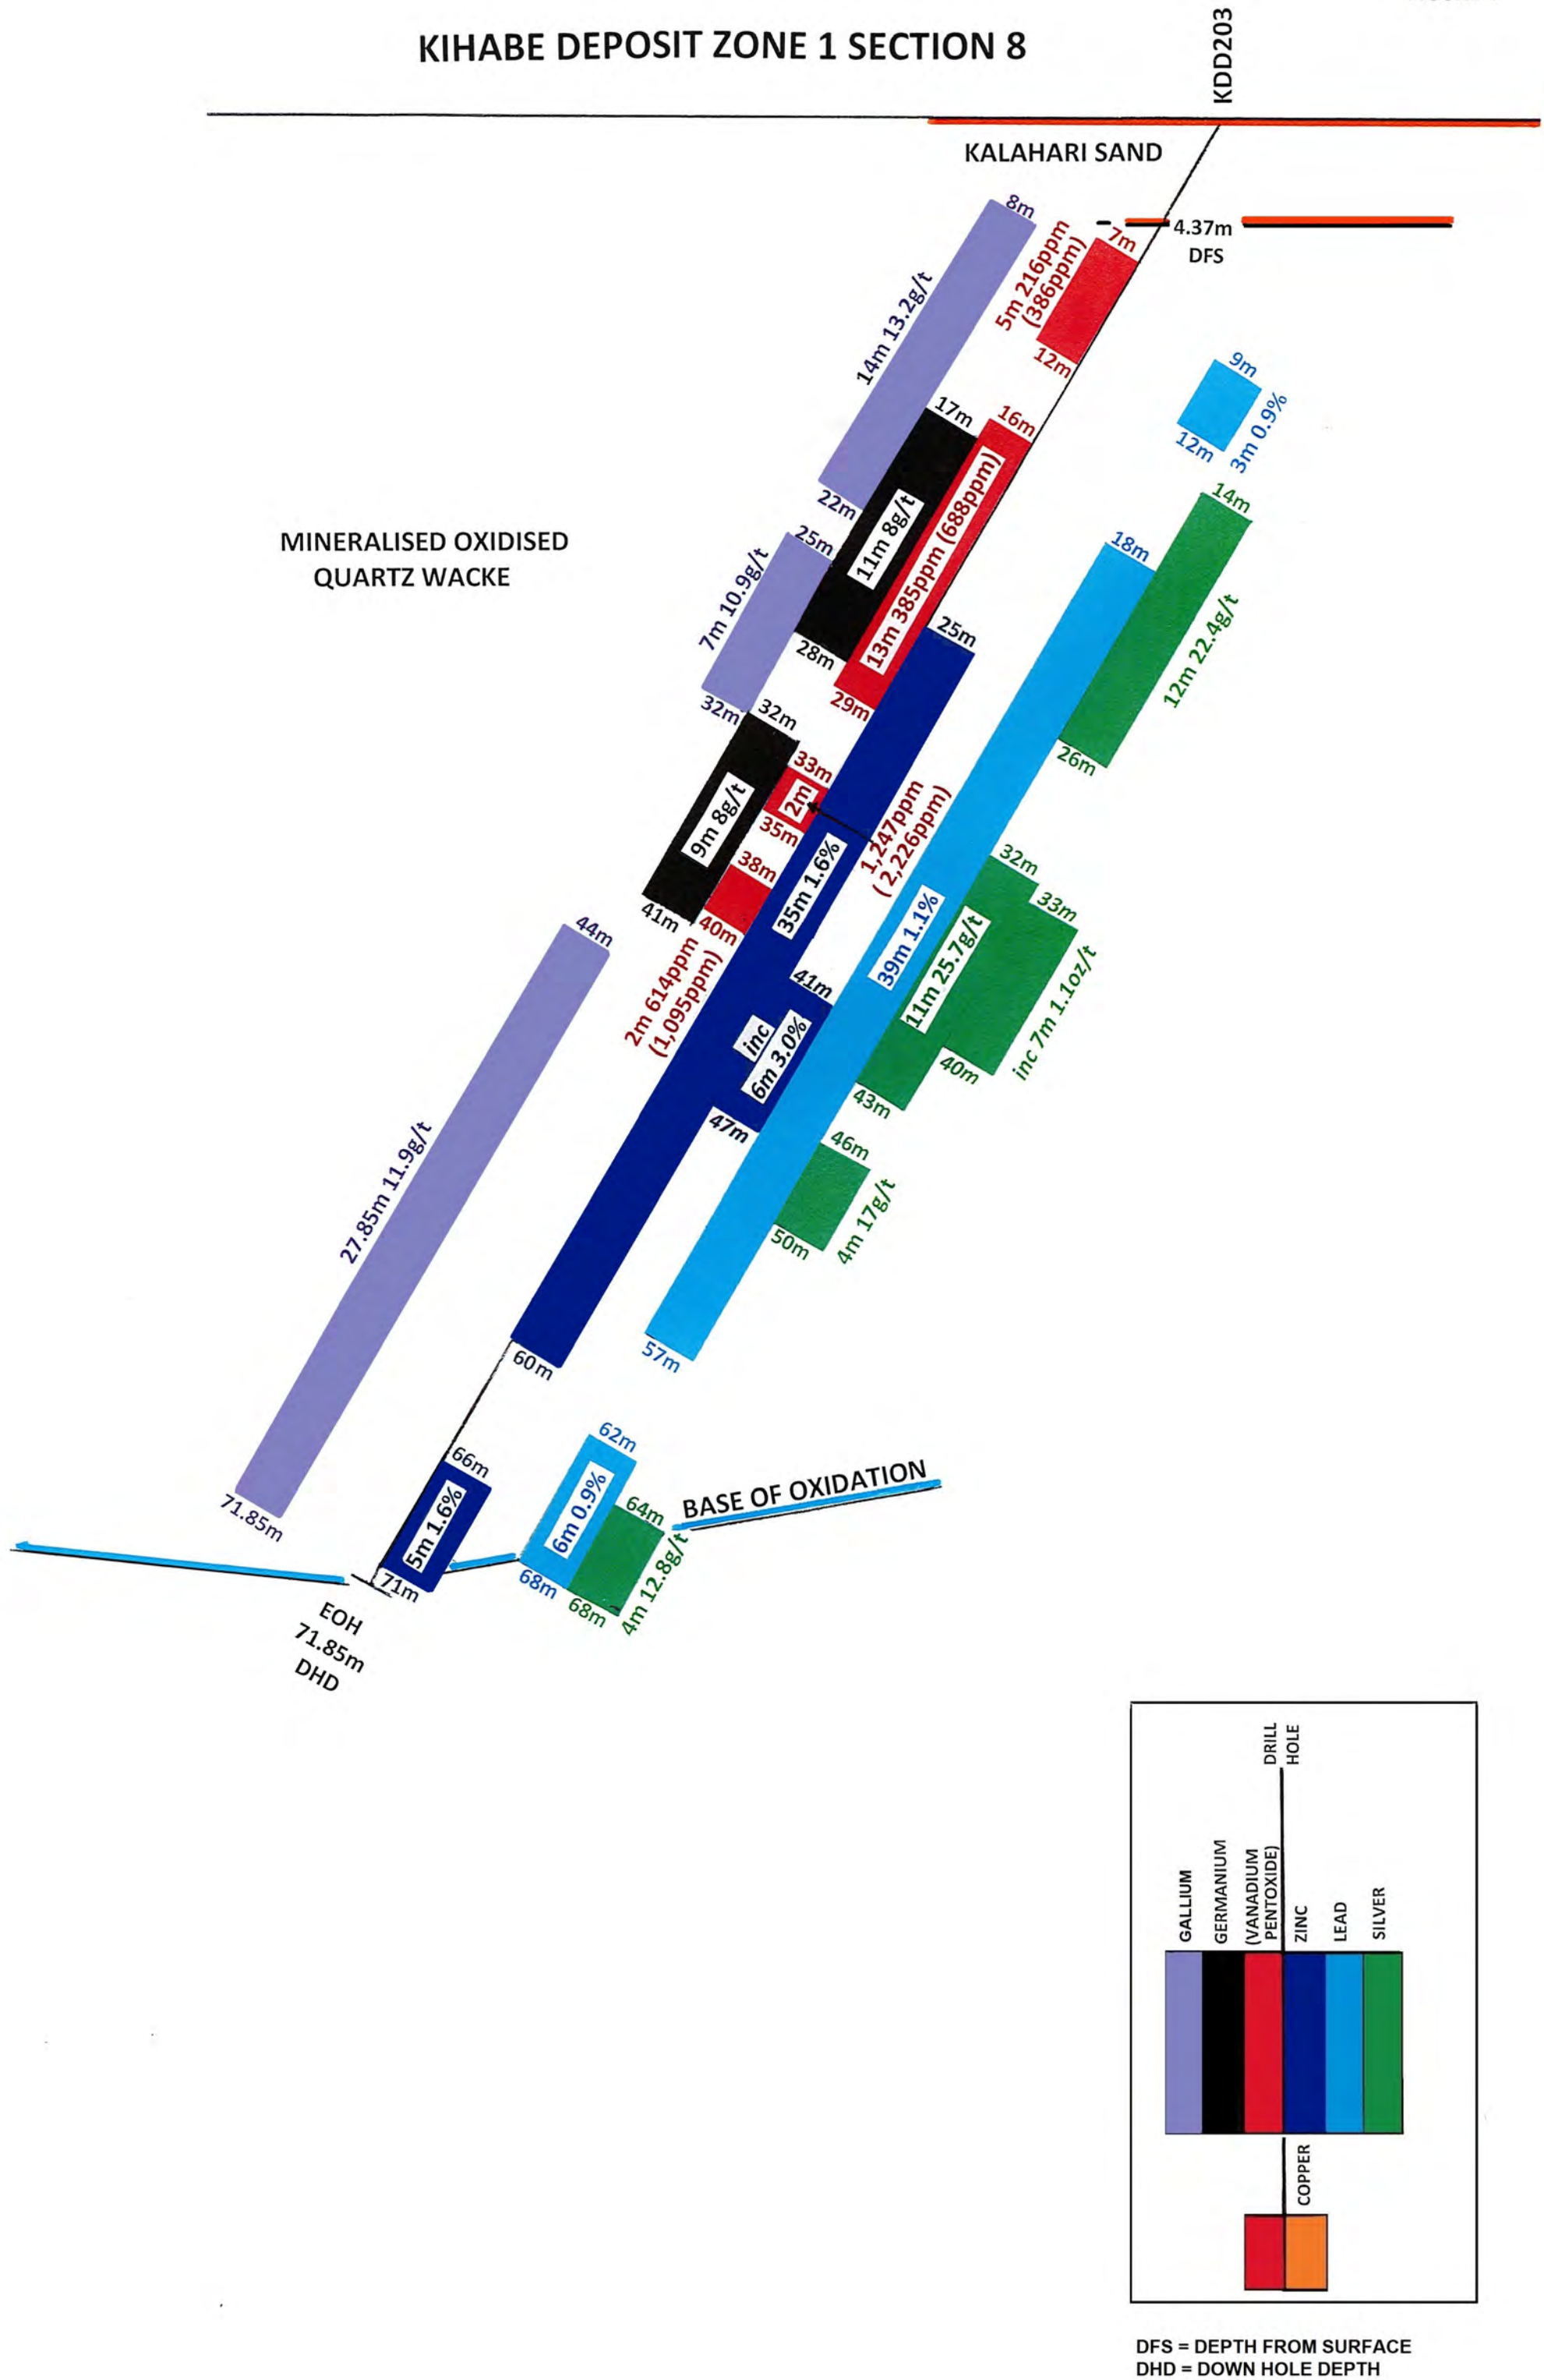 KIHABE DEPOSIT ZONE 1 SECTION 8
KDD203
KALAHARI SAND
4.37m
DFS
8m
14m 13.2g/t
22m
7m
5m 216ppm
(386ppm)
12m
9m
12m
3m 0.9%
17m
11m 8g/t
28m
16m
13m 385ppm (688ppm)
29m
14m
12m 22.4g/t
26m
18m
39m 1.1%
57m
MINERALISED OXIDISED
QUARTZ WACKE
25m
7m 10.9g/t
32m
25m
35m 1.6%
60m
32m
9m 8g/t
41m
33m
2m
35m
1,247ppm
(2,226ppm)
38m
40m
2m 614ppm
(1,095ppm)
41m
inc
6m 3.0%
47m
32m
11m 25.7g/t
43m
33m
inc 7m 1.1oz/t
40m
46m
4m 17g/t
50m
44m
27.85m 11.9g/t
71.85m
66m
5m 1.6%
71m
62m
6m 0.9%
68m
64m
4m 12.8g/t
68m
BASE OF OXIDATION
EOH
71.85m
DHD
GALLIUM
GERMANIUM
(VANADIUM
PENTOXIDE)
DRILL
HOLE
ZINC
LEAD
SILVER
COPPER
DFS = DEPTH FROM SURFACE
DHD = DOWN HOLE DEPTH